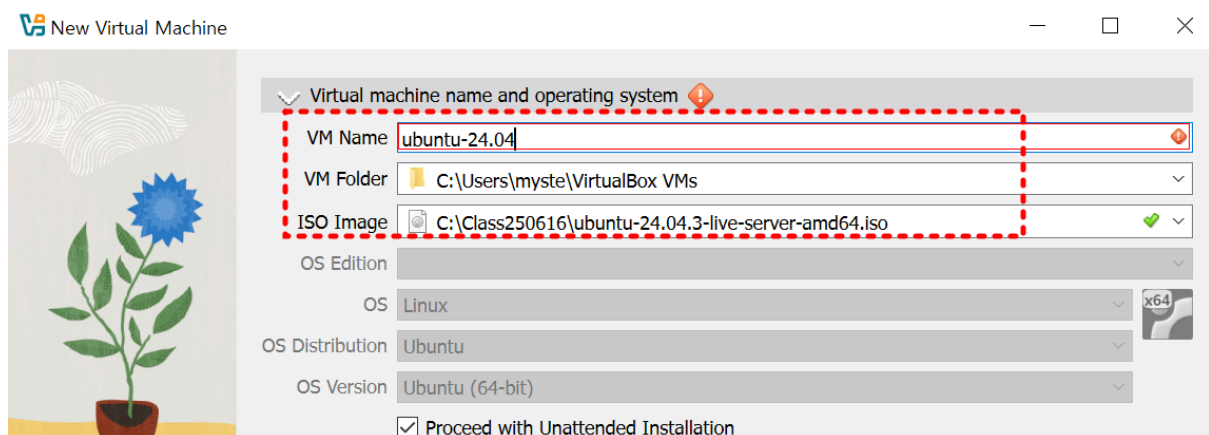 New Virtual Machine
Virtual machine name and operating system
VM Name ubuntu-24.04
VM Folder C:\Users\myste\VirtualBox VMs
ISO Image C:\Class250616\ubuntu-24.04.3-live-server-amd64.iso
OS Edition
OS Linux
x64
OS Distribution Ubuntu
OS Version Ubuntu (64-bit)
Proceed with Unattended Installation